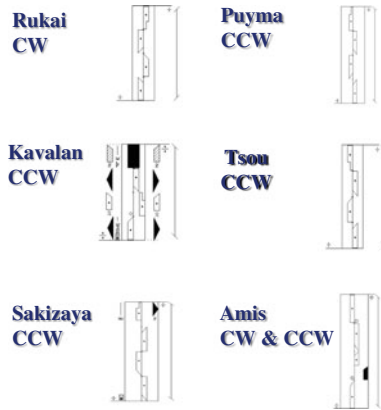 Rukai
CW
Puyma
CCW
Kavalan
CCW
Tsou
CCW
Sakizaya
CCW
Amis
CW & CCW